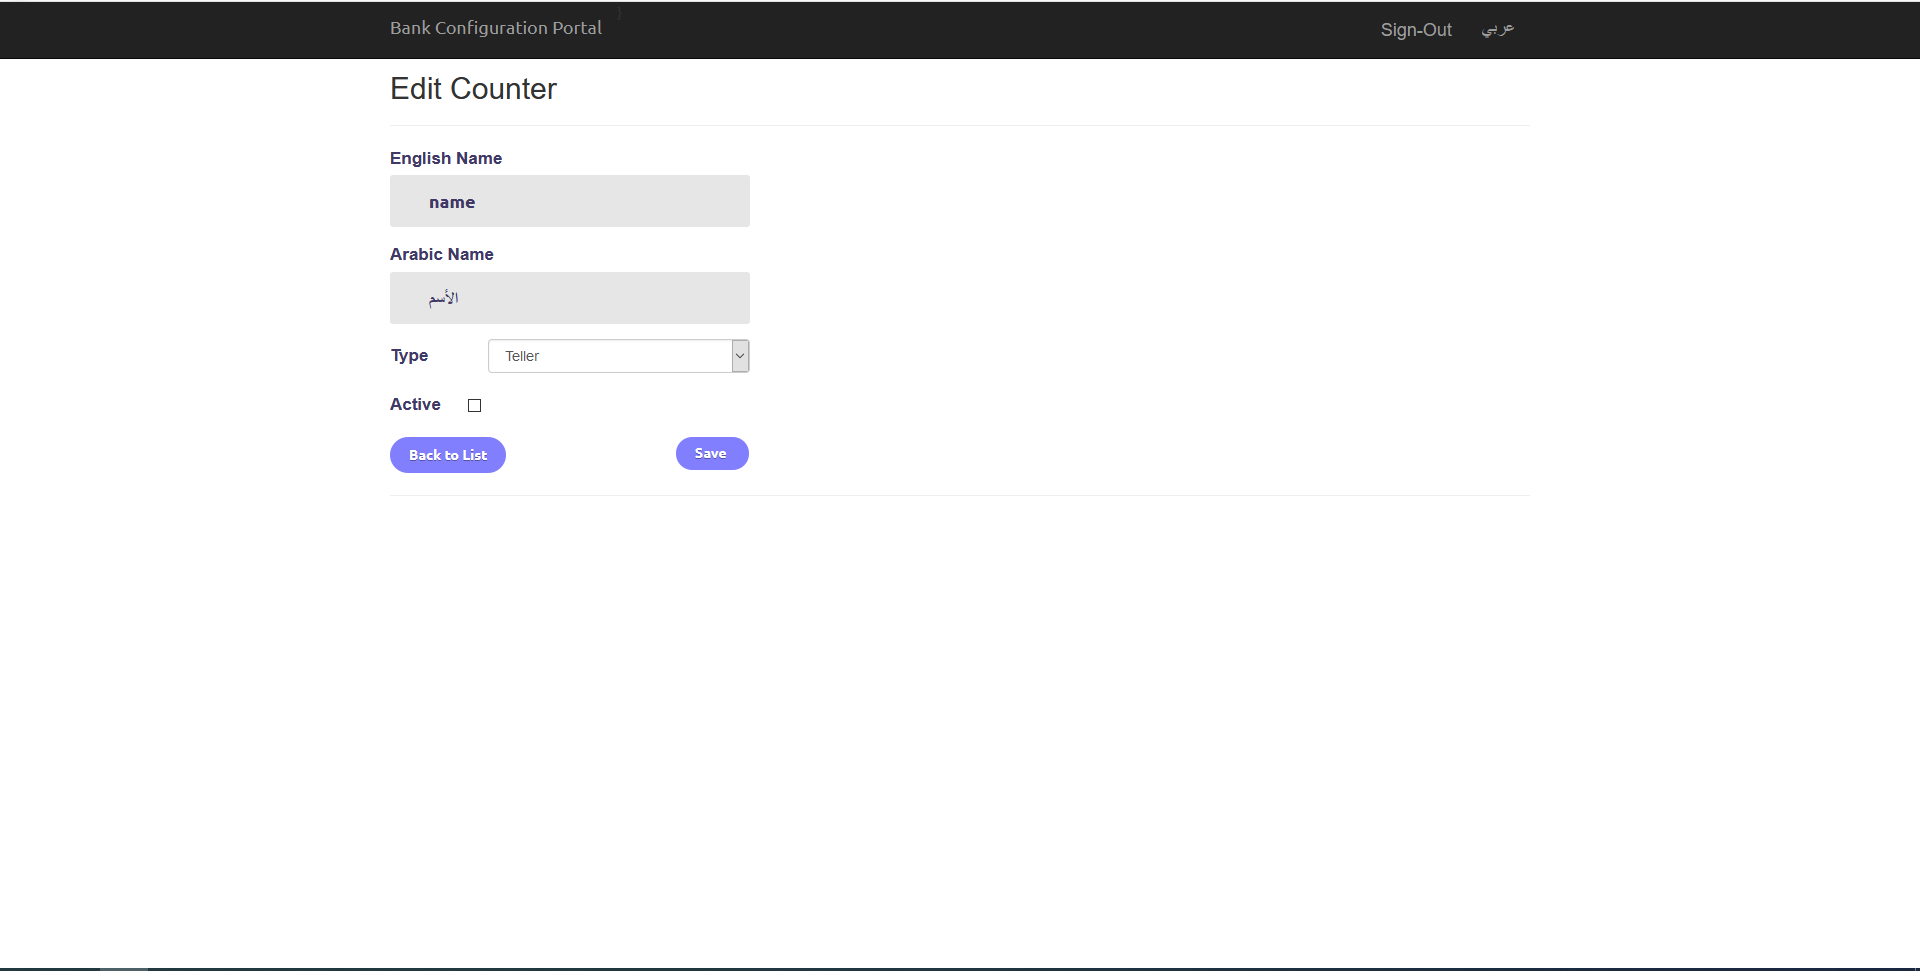 Bank Configuration Portal
Sign-Out
عربي
Edit Counter
English Name
name
Arabic Name
الأسم
Type
Teller
Active
Back to List
Save